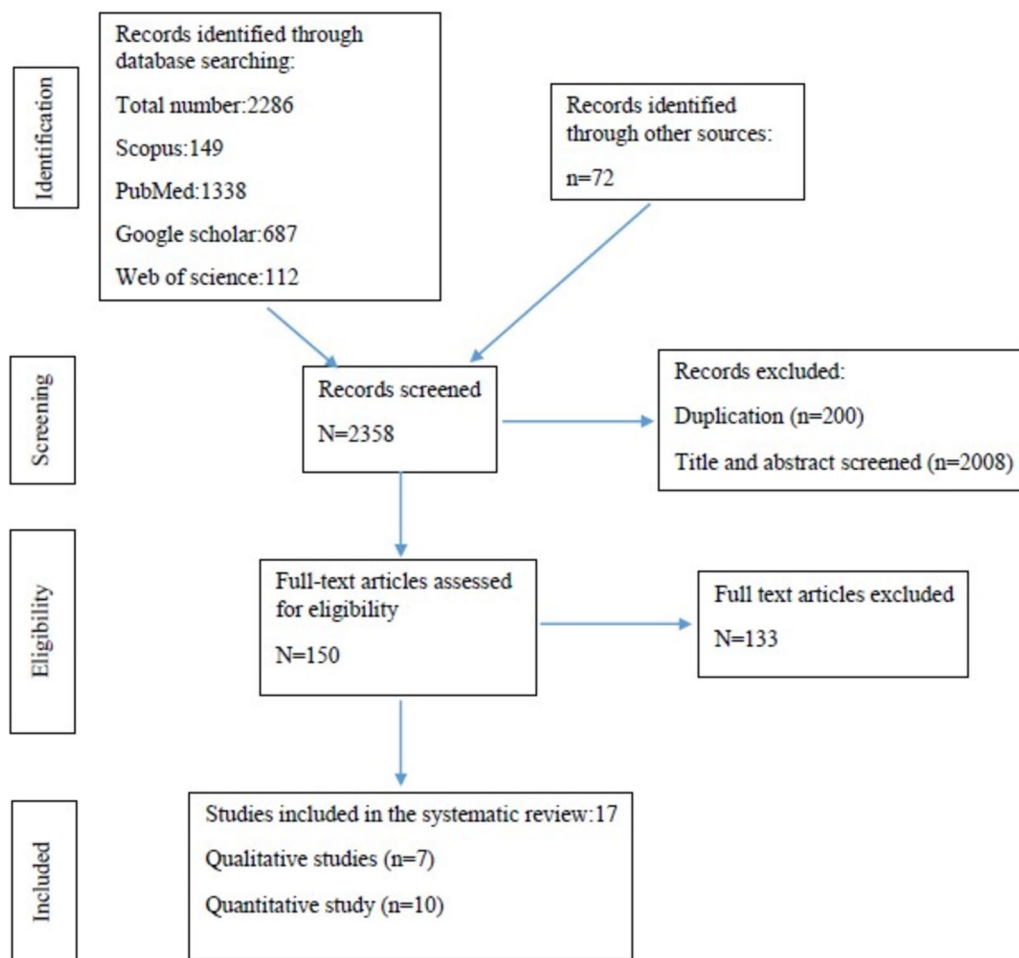 Identification
Records identified through
database searching:
Total number:2286
Scopus:149
PubMed:1338
Google scholar:687
Web of science:112
Records identified
through other sources:
n=72
Screening
Records screened
N=2358
Records excluded:
Duplication (n=200)
Title and abstract screened (n=2008)
Eligibility
Full-text articles assessed
for eligibility
N=150
Full text articles excluded
N=133
Included
Studies included in the systematic review:17
Qualitative studies (n=7)
Quantitative study (n=10)